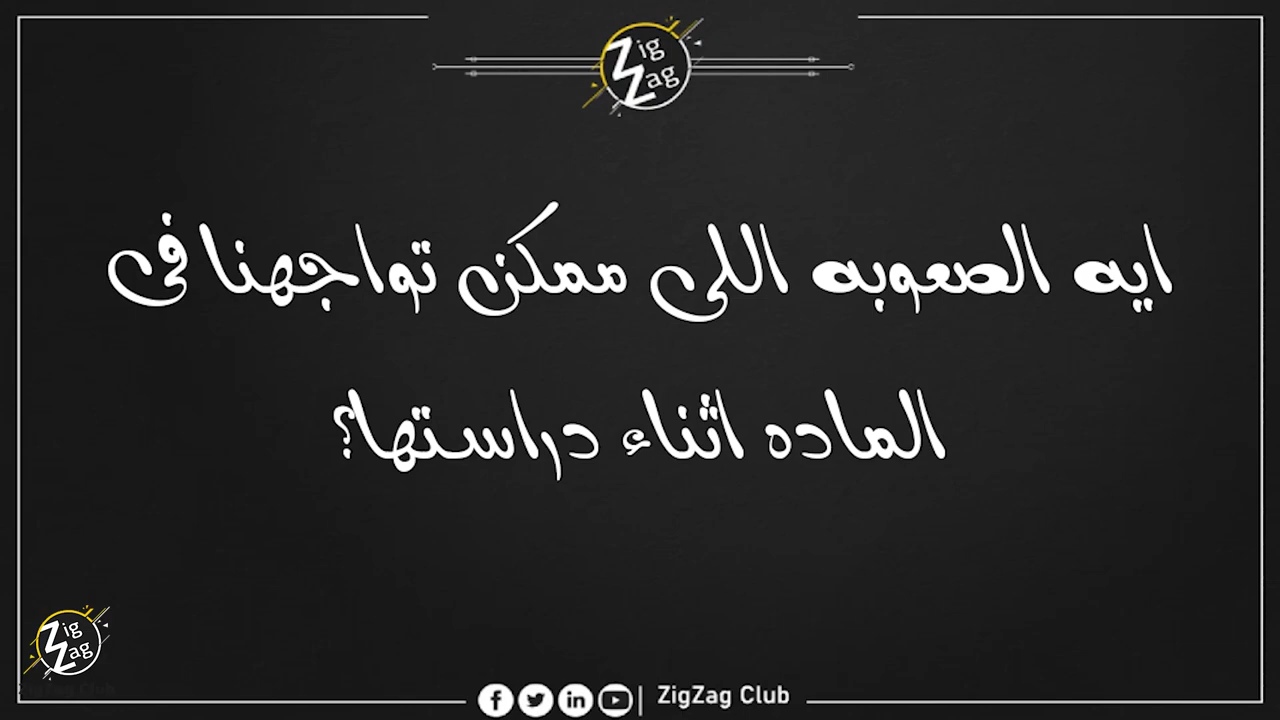 Zig
Zag
ايه الصعوبه اللى ممكن تواجهنا فى
الماده اثناء دراستها؟
Zig
Zag
ZigZag Club